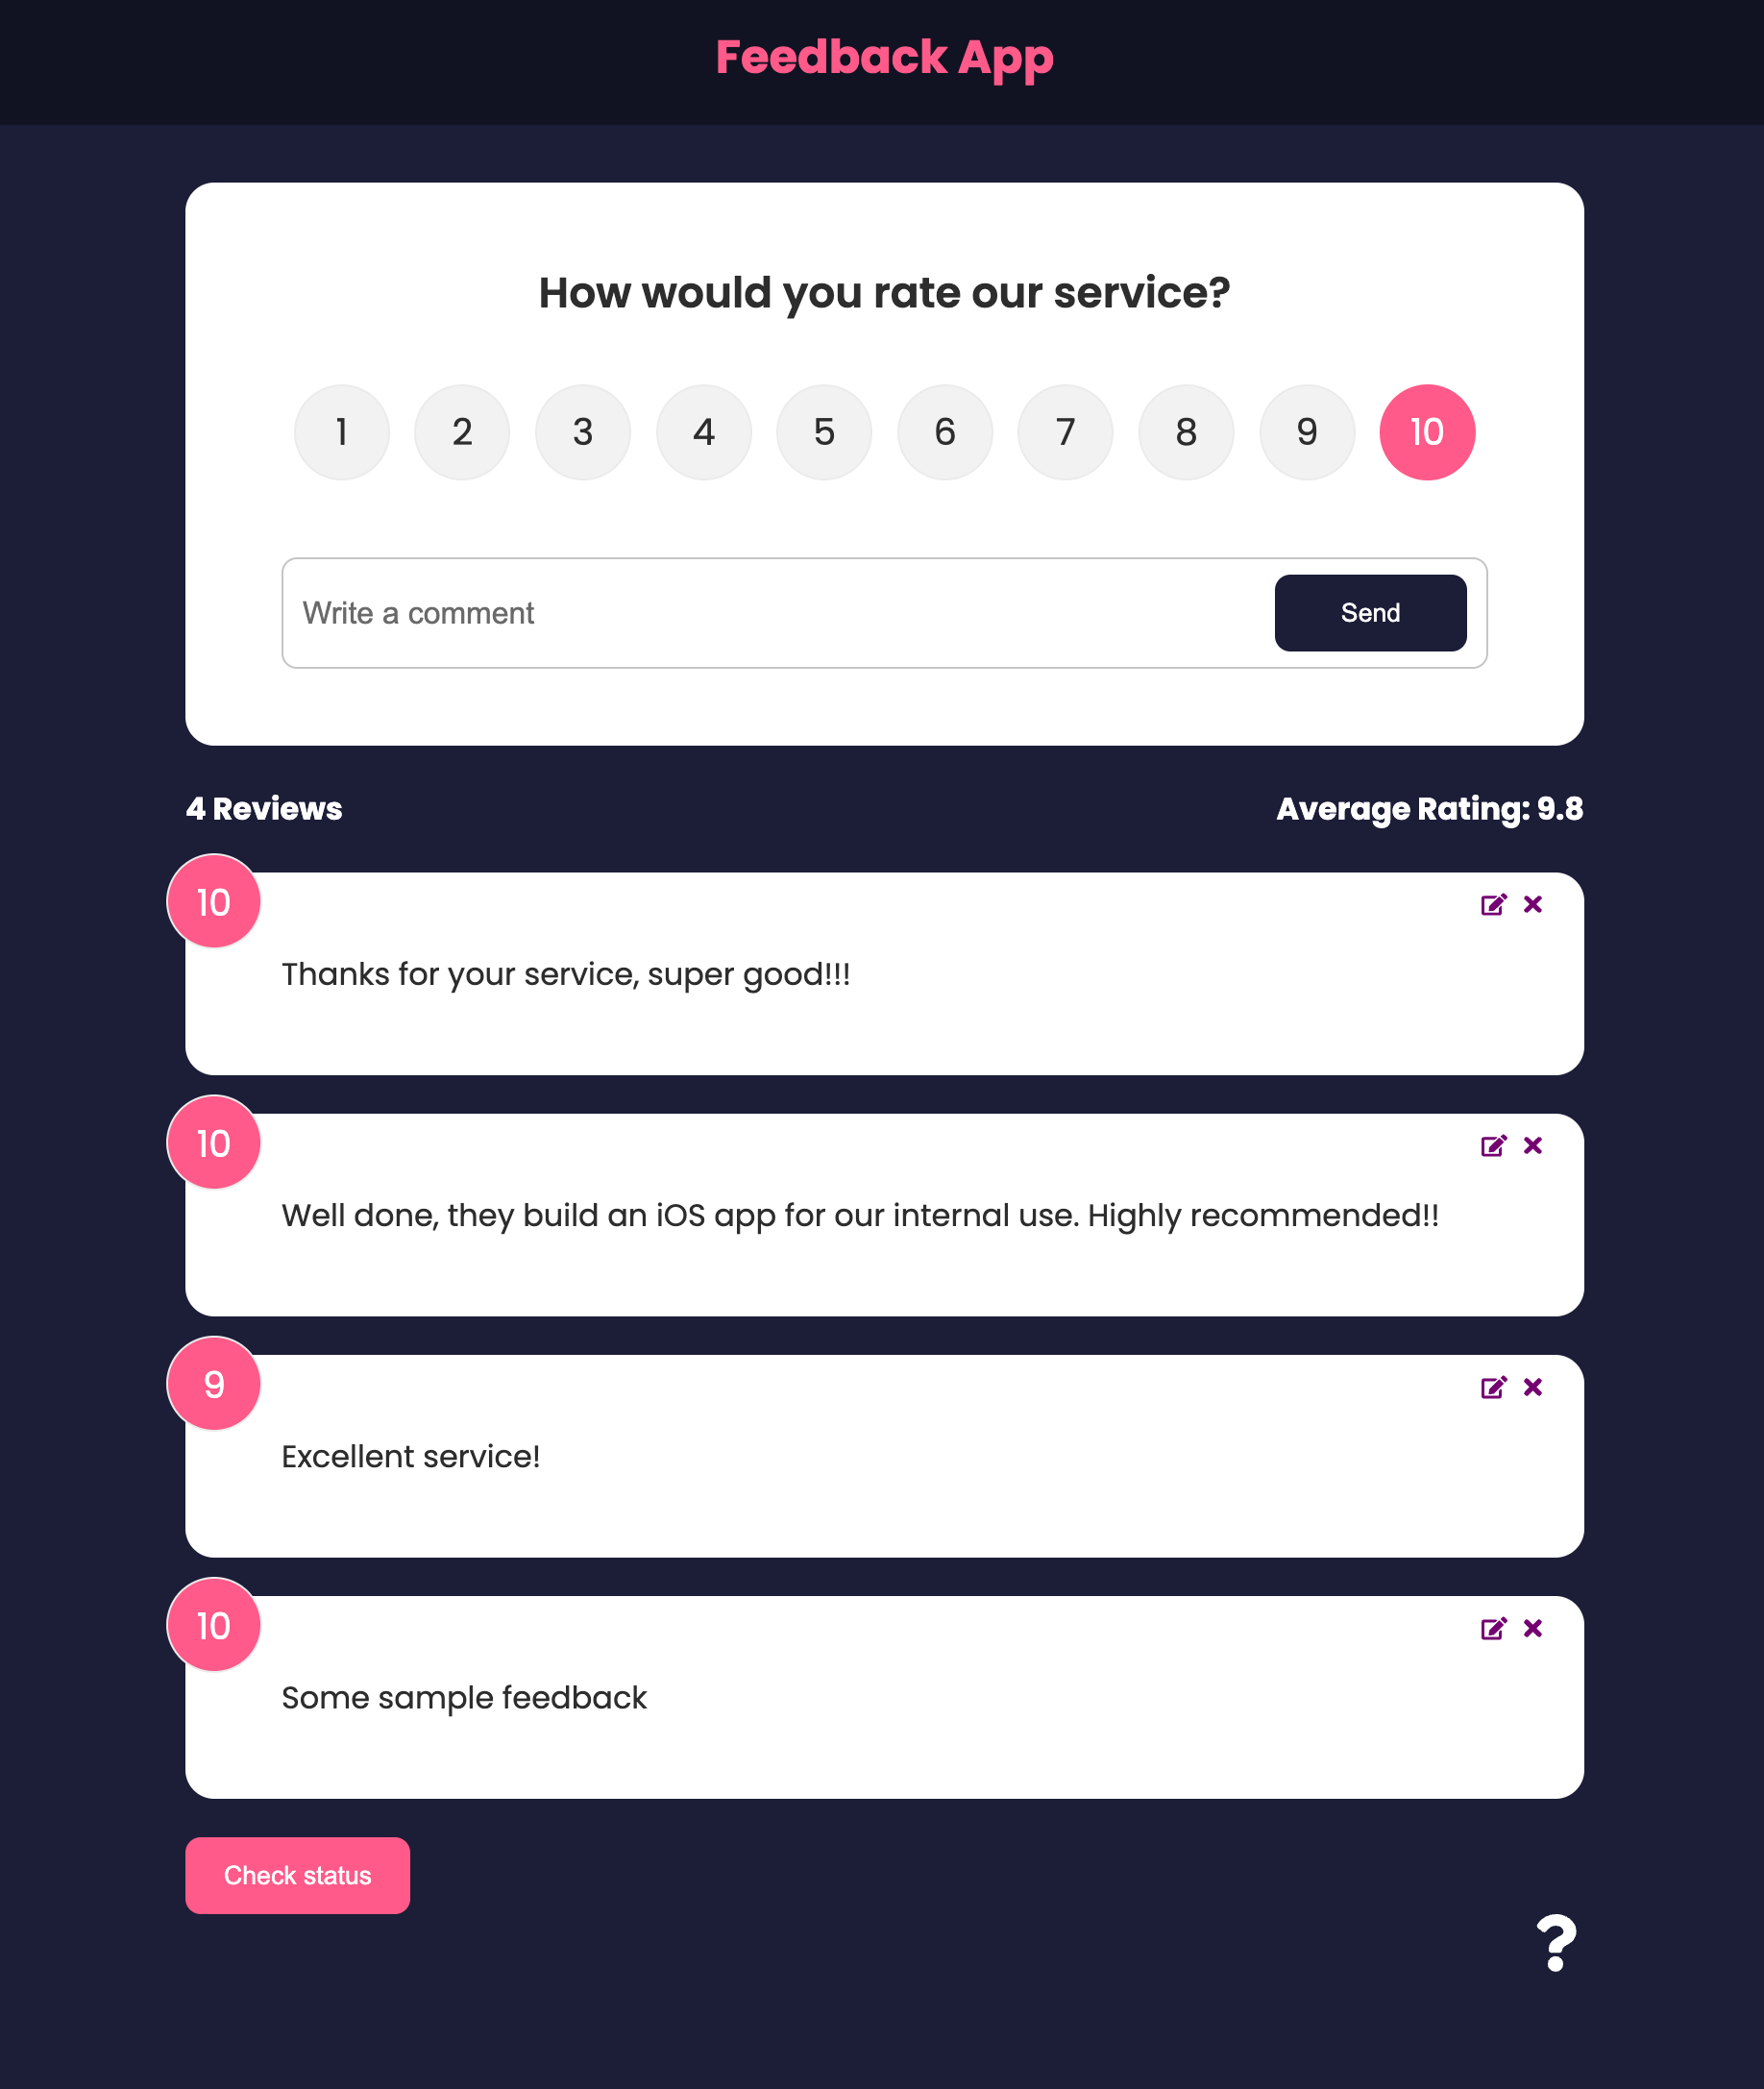 Feedback App
How would you rate our service?
1 2 3 4 5 6 7 8 9 10
Write a comment
Send
4 Reviews
Average Rating: 9.8
10
Thanks for your service, super good!!!
10
Well done, they build an iOS app for our internal use. Highly recommended!!
9
Excellent service!
10
Some sample feedback
Check status
?